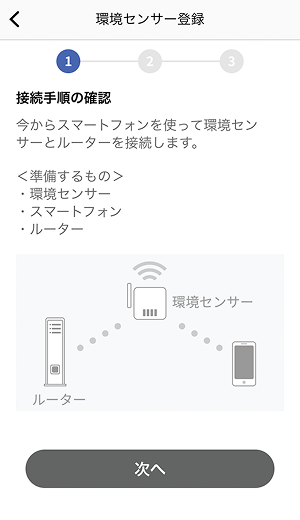 環境センサー登録
1 2 3
接続手順の確認
今からスマートフォンを使って環境セン
サーとルーターを接続します。
＜準備するもの＞
・環境センサー
・スマートフォン
・ルーター
環境センサー
ルーター
次へ